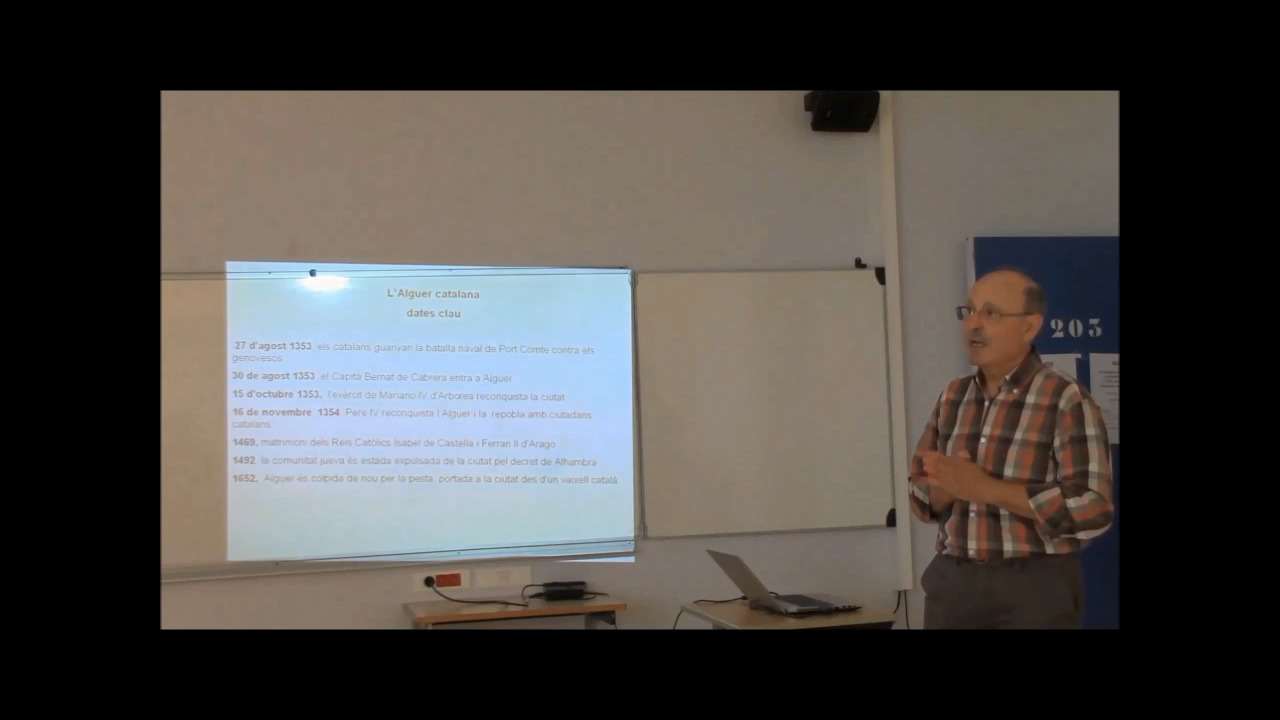 L'Alguer catalana
dates clau
27 d'agost 1353 els catalans guanyan la batalla naval de Port Comte contra els
genovesos
30 de agost 1353 el Capità Bernat de Cabrera entra a Alguer
15 d'octubre 1353, l'exèrcit de Mariano IV d'Arborea reconquista la ciutat
16 de novembre 1354 Pere IV reconquista l'Alguer i la repobla amb ciutadans
catalans
1469, matrimoni dels Reis Catòlics Isabel de Castella i Ferran II d'Aragó
1492 la comunitat jueva ès estada expulsada de la ciutat pel decret de Alhambra
1652, Alguer es colpida de nou per la pesta portada a la ciutat des d'un vaixell català
203